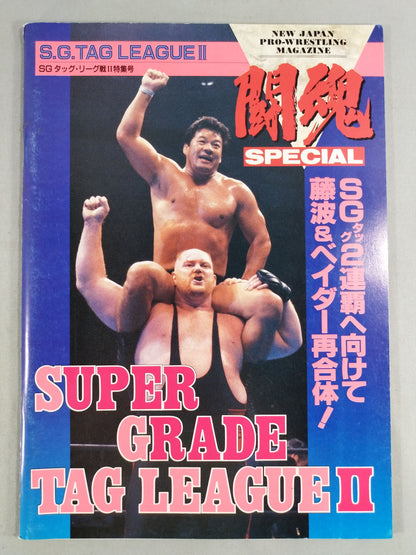 S.G.TAG LEAGUE II
SG タッグ・リーグ戦II特集号
NEW JAPAN
PRO-WRESTLING
MAGAZINE
闘魂
SPECIAL
SGタッグ2連覇へ向けて
藤波&ベイダー再合体!
SUPER
GRADE
TAG LEAGUE II